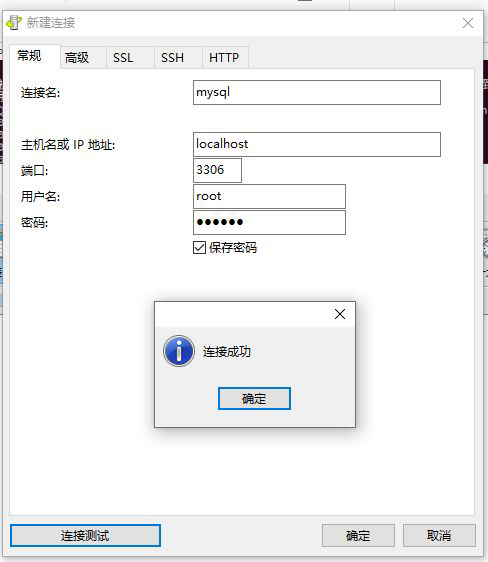 新建连接
常规 高级 SSL SSH HTTP
连接名: mysql
主机名或 IP 地址: localhost
端口: 3306
用户名: root
密码: ●●●●●●
保存密码
连接成功
确定
连接测试 确定 取消